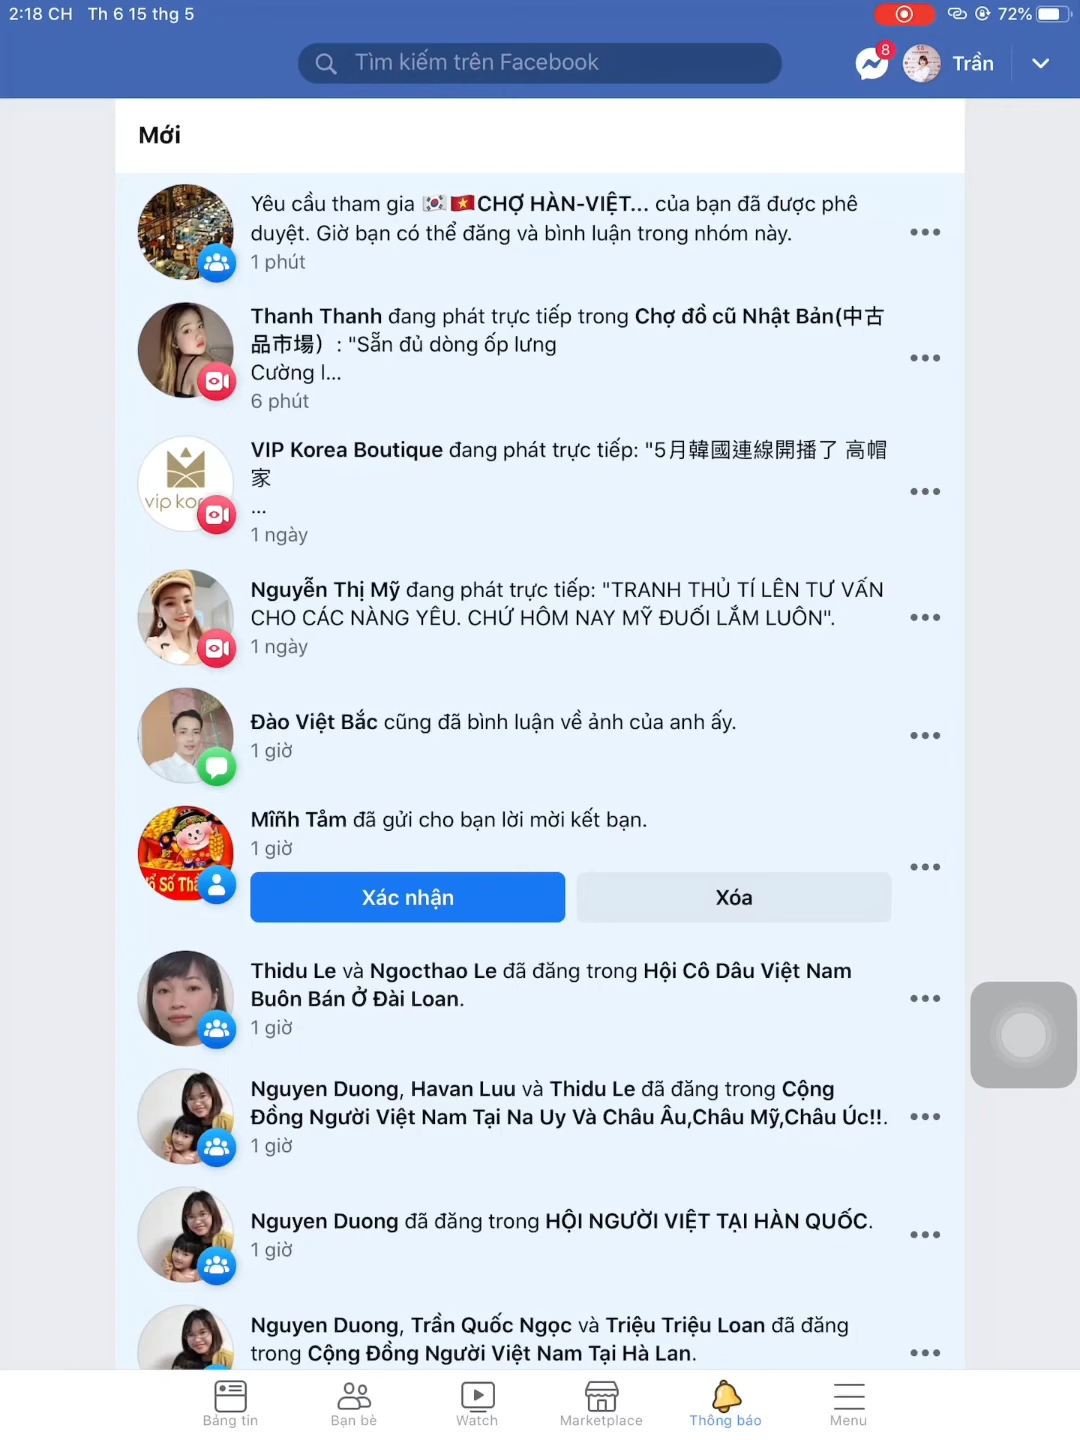 2:18 CH Th 6 15 thg 5
72%
Tìm kiếm trên Facebook
8
Trần
Mới
Yêu cầu tham gia 🇰🇷🇻🇳CHỢ HÀN-VIỆT... của bạn đã được phê
duyệt. Giờ bạn có thể đăng và bình luận trong nhóm này.
1 phút
Thanh Thanh đang phát trực tiếp trong Chợ đồ cũ Nhật Bản(中古
品市場) : "Sẵn đủ dòng ốp lưng
Cường l...
6 phút
vip kor
VIP Korea Boutique đang phát trực tiếp: "5月韓國連線開播了 高帽
家
...
1 ngày
Nguyễn Thị Mỹ đang phát trực tiếp: "TRANH THỦ TÍ LÊN TƯ VẤN
CHO CÁC NÀNG YÊU. CHỨ HÔM NAY MỸ ĐUỐI LẮM LUÔN".
1 ngày
Đào Việt Bắc cũng đã bình luận về ảnh của anh ấy.
1 giờ
Mĩñh Tåm đã gửi cho bạn lời mời kết bạn.
1 giờ
Xác nhận
Xóa
Thidu Le và Ngocthao Le đã đăng trong Hội Cô Dâu Việt Nam
Buôn Bán Ở Đài Loan.
1 giờ
Nguyen Duong, Havan Luu và Thidu Le đã đăng trong Cộng
Đồng Người Việt Nam Tại Na Uy Và Châu Âu,Châu Mỹ,Châu Úc!!.
1 giờ
Nguyen Duong đã đăng trong HỘI NGƯỜI VIỆT TẠI HÀN QUỐC.
1 giờ
Nguyen Duong, Trần Quốc Ngọc và Triệu Triệu Loan đã đăng
trong Cộng Đồng Người Việt Nam Tại Hà Lan.
Bảng tin
Bạn bè
Watch
Marketplace
Thông báo
Menu